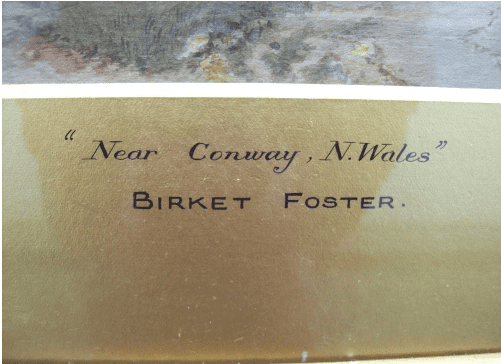 “Near Conway, N. Wales”
BIRKET FOSTER.